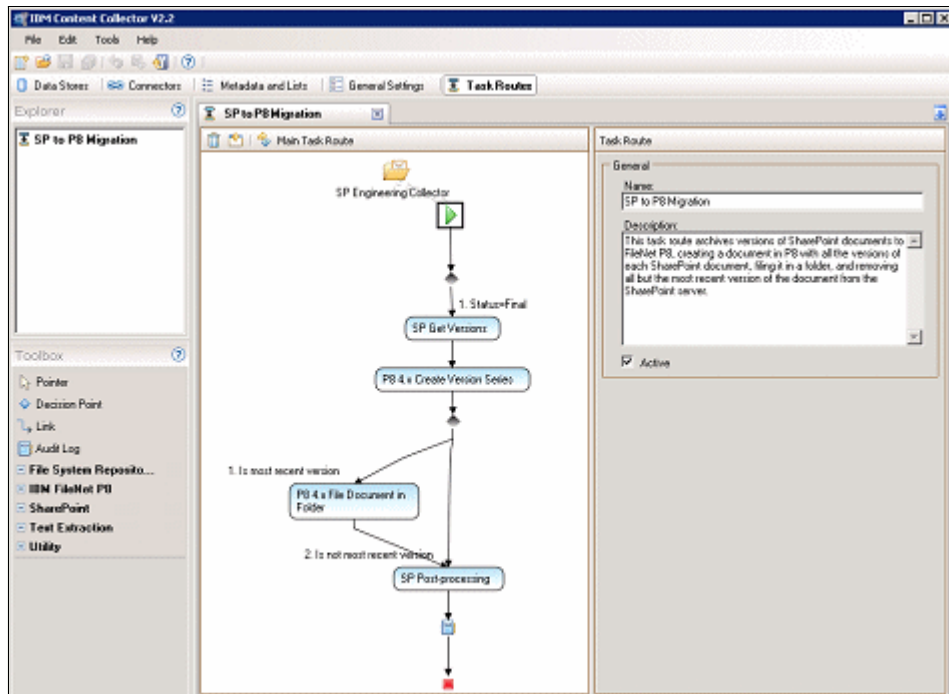 IBM Content Collector V2.2
File Edit Tools Help
Data Stores Connectors Metadata and Lists General Settings Task Routes
Explorer
SP to P8 Migration
Toolbox
Pointer
Decision Point
Link
Audit Log
File System Reposito...
IBM FileNet P8
SharePoint
Text Extraction
Utility
SP to P8 Migration
Main Task Route
SP Engineering Collector
1. Status=Final
SP Get Versions
P8 4.x Create Version Series
1. Is most recent version
P8 4.x File Document in
Folder
2. Is not most recent version
SP Post-processing
Task Route
General
Name:
SP to P8 Migration
Description:
This task route archives versions of SharePoint documents to
FileNet P8, creating a document in P8 with all the versions of
each SharePoint document, filing it in a folder, and removing
all but the most recent version of the document from the
SharePoint server.
Active